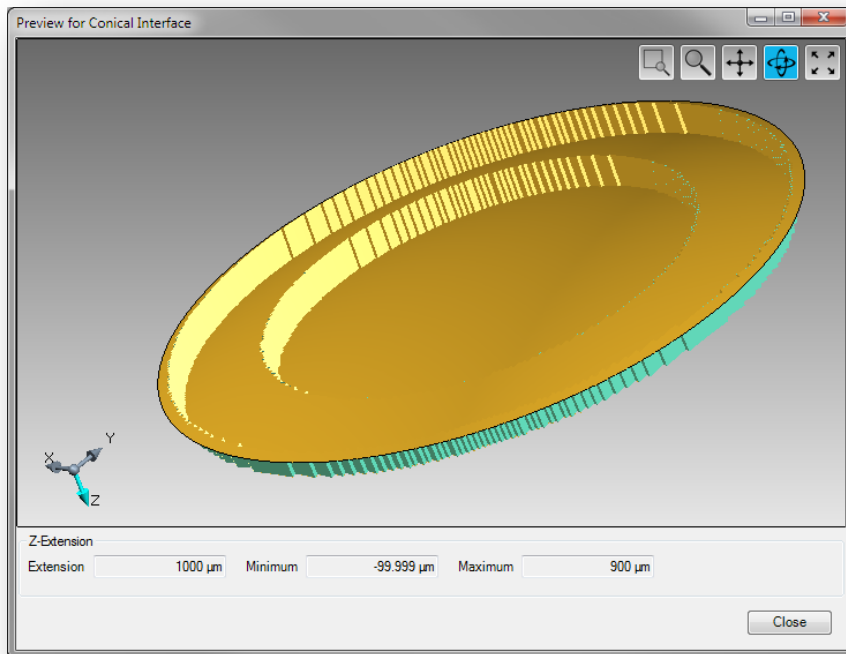 Preview for Conical Interface
X
Y
Z
Z-Extension
Extension 1000 µm Minimum -99.999 µm Maximum 900 µm
Close